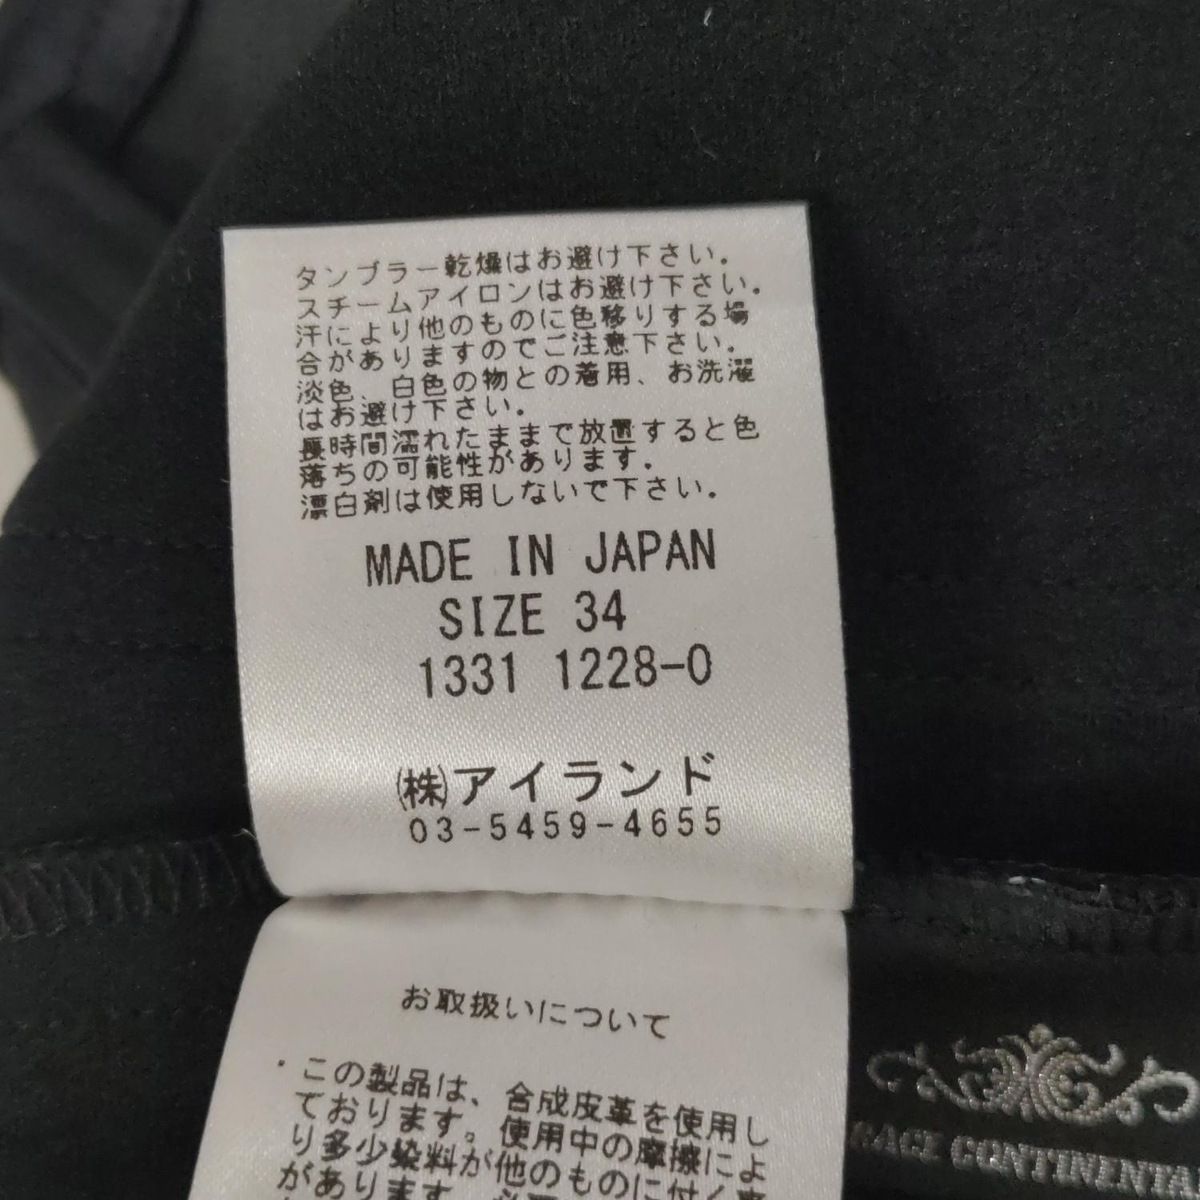 タンブラー乾燥はお避け下さい.
スチームアイロンはお避け下さい.
汗により他のものに色移りする場
合がありますのでご注意下さい.
淡色、白色の物との着用、お洗濯
はお避け下さい.
長時間濡れたままで放置すると色
落ちの可能性があります.
漂白剤は使用しないで下さい.
MADE IN JAPAN
SIZE 34
1331 1228-0
㈱アイランド
03-5459-4655
お取扱いについて
・この製品は、合成皮革を使用し
ております。使用中の摩擦によ
り多少染料が他のものに付く事
があります
CONTINENTA